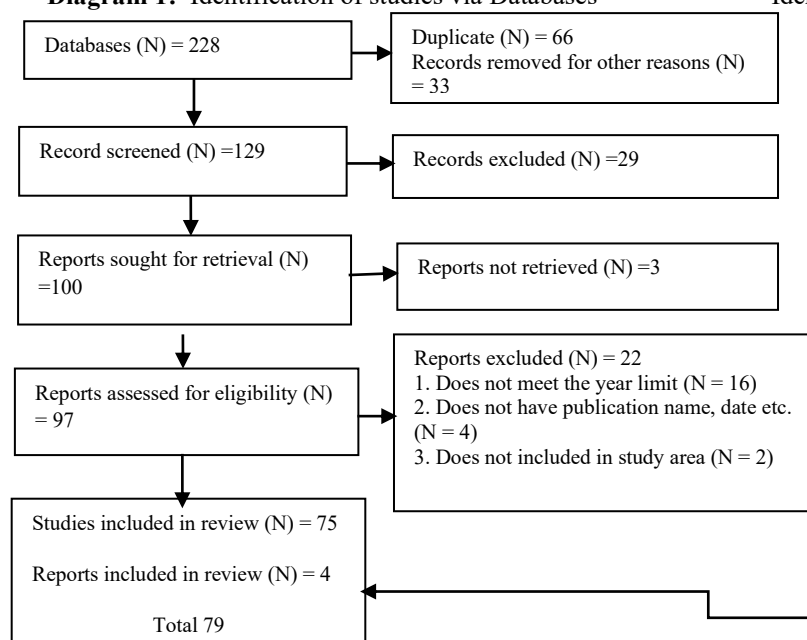 Diagram 1. Identification of studies via Databases
Databases (N) = 228
Duplicate (N) = 66
Records removed for other reasons (N)
= 33
Record screened (N) =129
Records excluded (N) =29
Reports sought for retrieval (N)
=100
Reports not retrieved (N) =3
Reports assessed for eligibility (N)
= 97
Reports excluded (N) = 22
1. Does not meet the year limit (N = 16)
2. Does not have publication name, date etc.
(N = 4)
3. Does not included in study area (N = 2)
Studies included in review (N) = 75
Reports included in review (N) = 4
Total 79